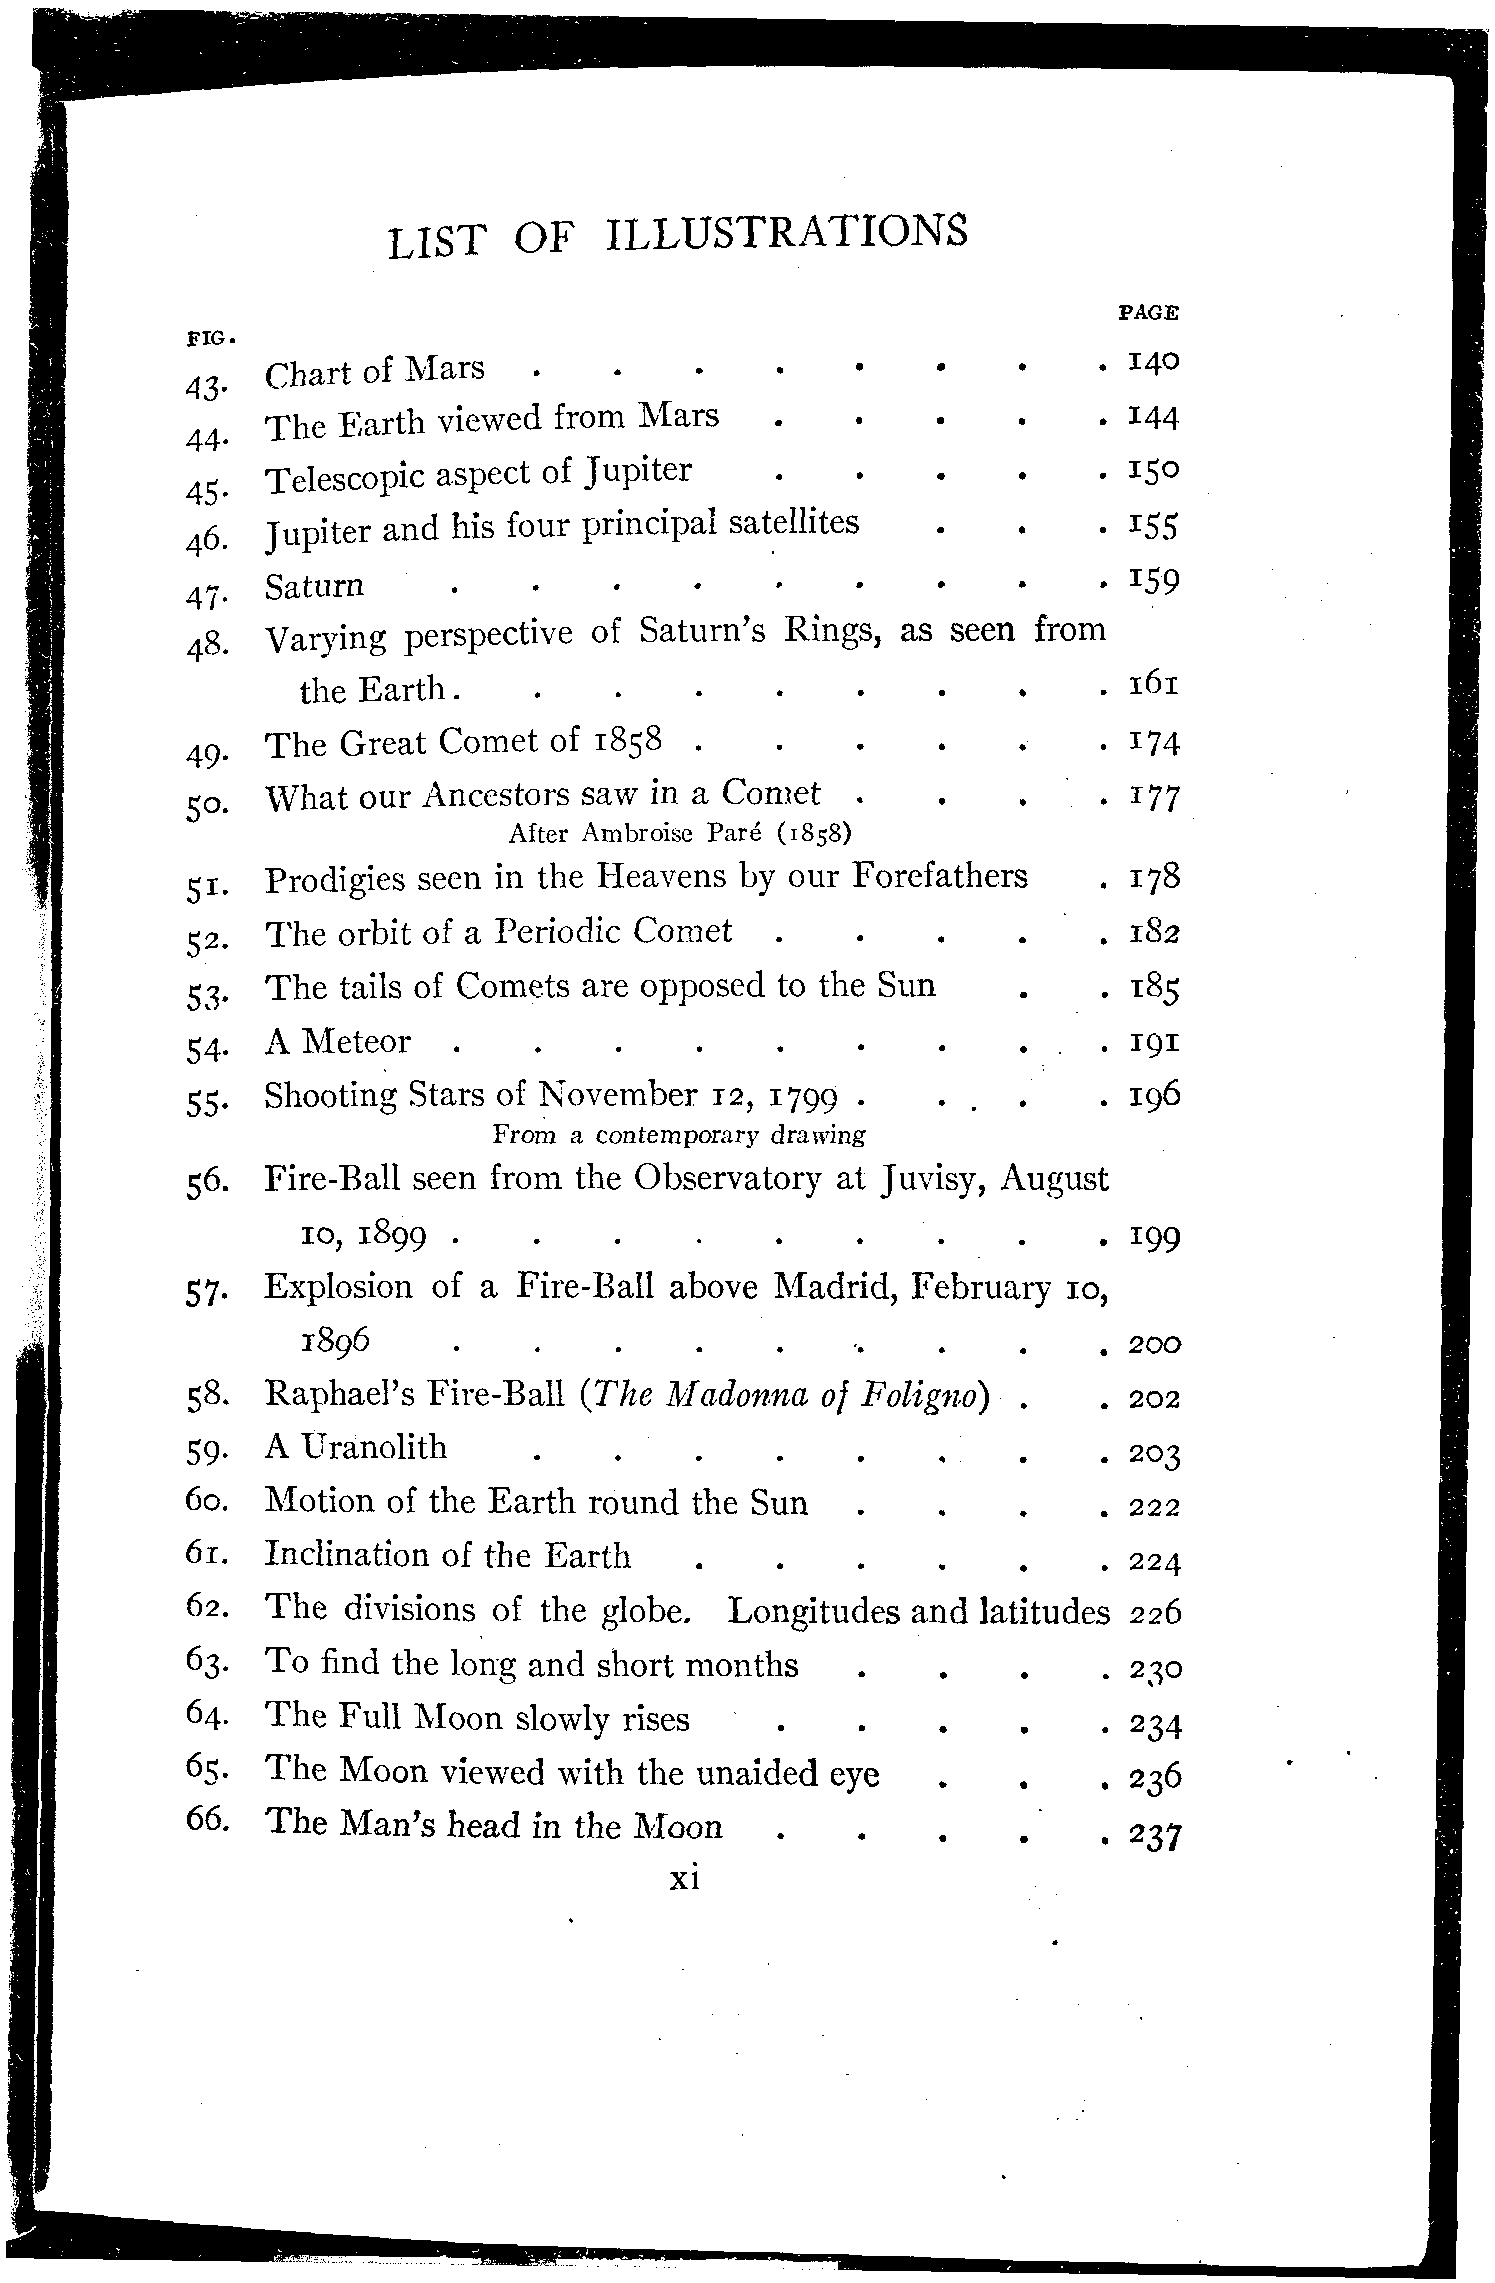 LIST OF ILLUSTRATIONS
PAGE
FIG.
43. Chart of Mars . . . . . . . . 140
44. The Earth viewed from Mars . . . . . 144
45. Telescopic aspect of Jupiter . . . . . 150
46. Jupiter and his four principal satellites . . . 155
47. Saturn . . . . . . . . . 159
48. Varying perspective of Saturn's Rings, as seen from
the Earth . . . . . . . . . 161
49. The Great Comet of 1858 . . . . . . 174
50. What our Ancestors saw in a Comet . . . . 177
After Ambroise Paré (1858)
51. Prodigies seen in the Heavens by our Forefathers . 178
52. The orbit of a Periodic Comet . . . . . 182
53. The tails of Comets are opposed to the Sun . . 185
54. A Meteor . . . . . . . . . 191
55. Shooting Stars of November 12, 1799 . . . . 196
From a contemporary drawing
56. Fire-Ball seen from the Observatory at Juvisy, August
10, 1899 . . . . . . . . . 199
57. Explosion of a Fire-Ball above Madrid, February 10,
1896 . . . . . . . . . 200
58. Raphael's Fire-Ball (The Madonna of Foligno) . . 202
59. A Uranolith . . . . . . . . 203
60. Motion of the Earth round the Sun . . . . 222
61. Inclination of the Earth . . . . . . 224
62. The divisions of the globe. Longitudes and latitudes 226
63. To find the long and short months . . . . 230
64. The Full Moon slowly rises . . . . . 234
65. The Moon viewed with the unaided eye . . . 236
66. The Man's head in the Moon . . . . . 237
xi